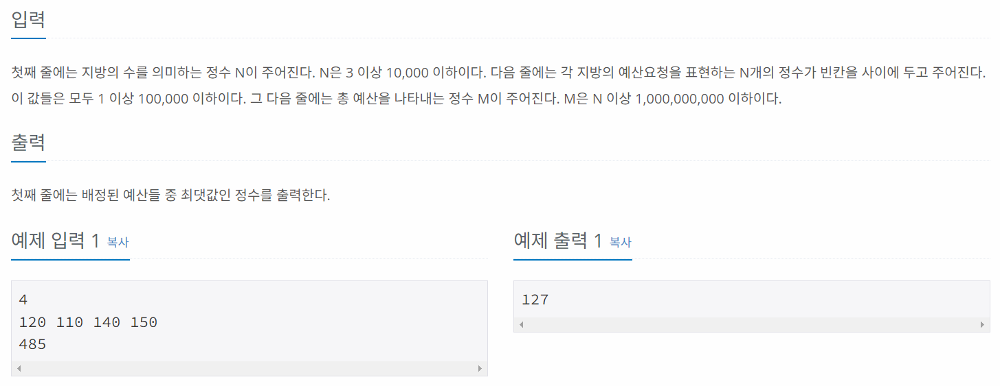 입력
첫째 줄에는 지방의 수를 의미하는 정수 N이 주어진다. N은 3 이상 10,000 이하이다. 다음 줄에는 각 지방의 예산요청을 표현하는 N개의 정수가 빈칸을 사이에 두고 주어진다.
이 값들은 모두 1 이상 100,000 이하이다. 그 다음 줄에는 총 예산을 나타내는 정수 M이 주어진다. M은 N 이상 1,000,000,000 이하이다.
출력
첫째 줄에는 배정된 예산들 중 최댓값인 정수를 출력한다.
예제 입력 1 복사
4
120 110 140 150
485
예제 출력 1 복사
127